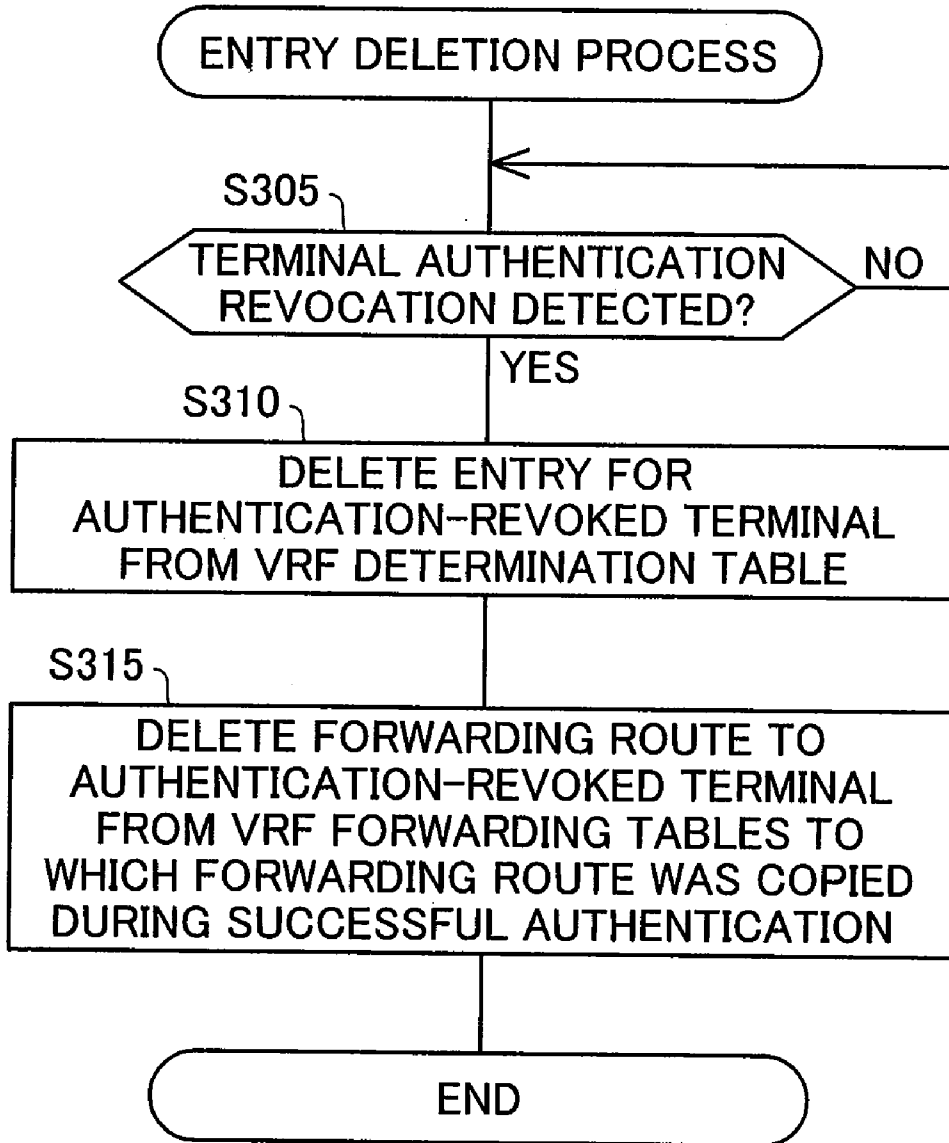 ENTRY DELETION PROCESS
S305
TERMINAL AUTHENTICATION
REVOCATION DETECTED?
NO
YES
S310
DELETE ENTRY FOR
AUTHENTICATION-REVOKED TERMINAL
FROM VRF DETERMINATION TABLE
S315
DELETE FORWARDING ROUTE TO
AUTHENTICATION-REVOKED TERMINAL
FROM VRF FORWARDING TABLES TO
WHICH FORWARDING ROUTE WAS COPIED
DURING SUCCESSFUL AUTHENTICATION
END